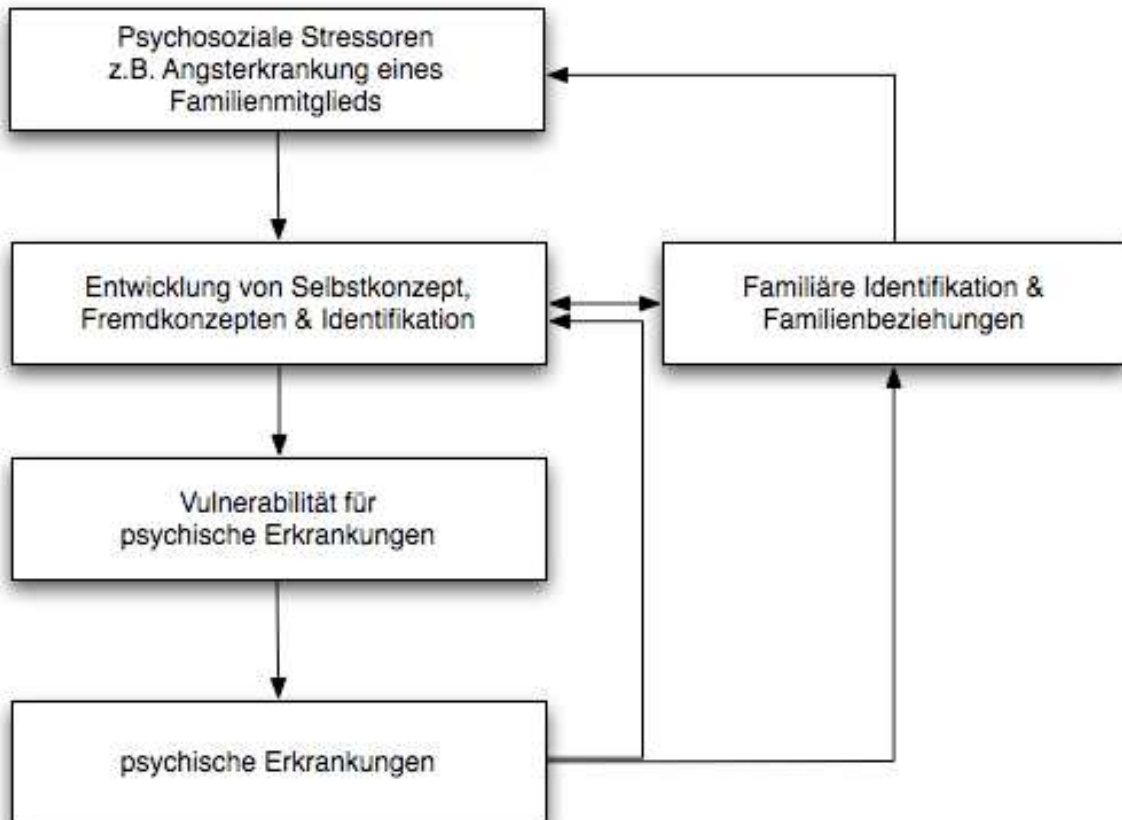 Psychosoziale Stressoren
z.B. Angsterkrankung eines
Familienmitglieds
Entwicklung von Selbstkonzept,
Fremdkonzepten & Identifikation
Familiäre Identifikation &
Familienbeziehungen
Vulnerabilität für
psychische Erkrankungen
psychische Erkrankungen